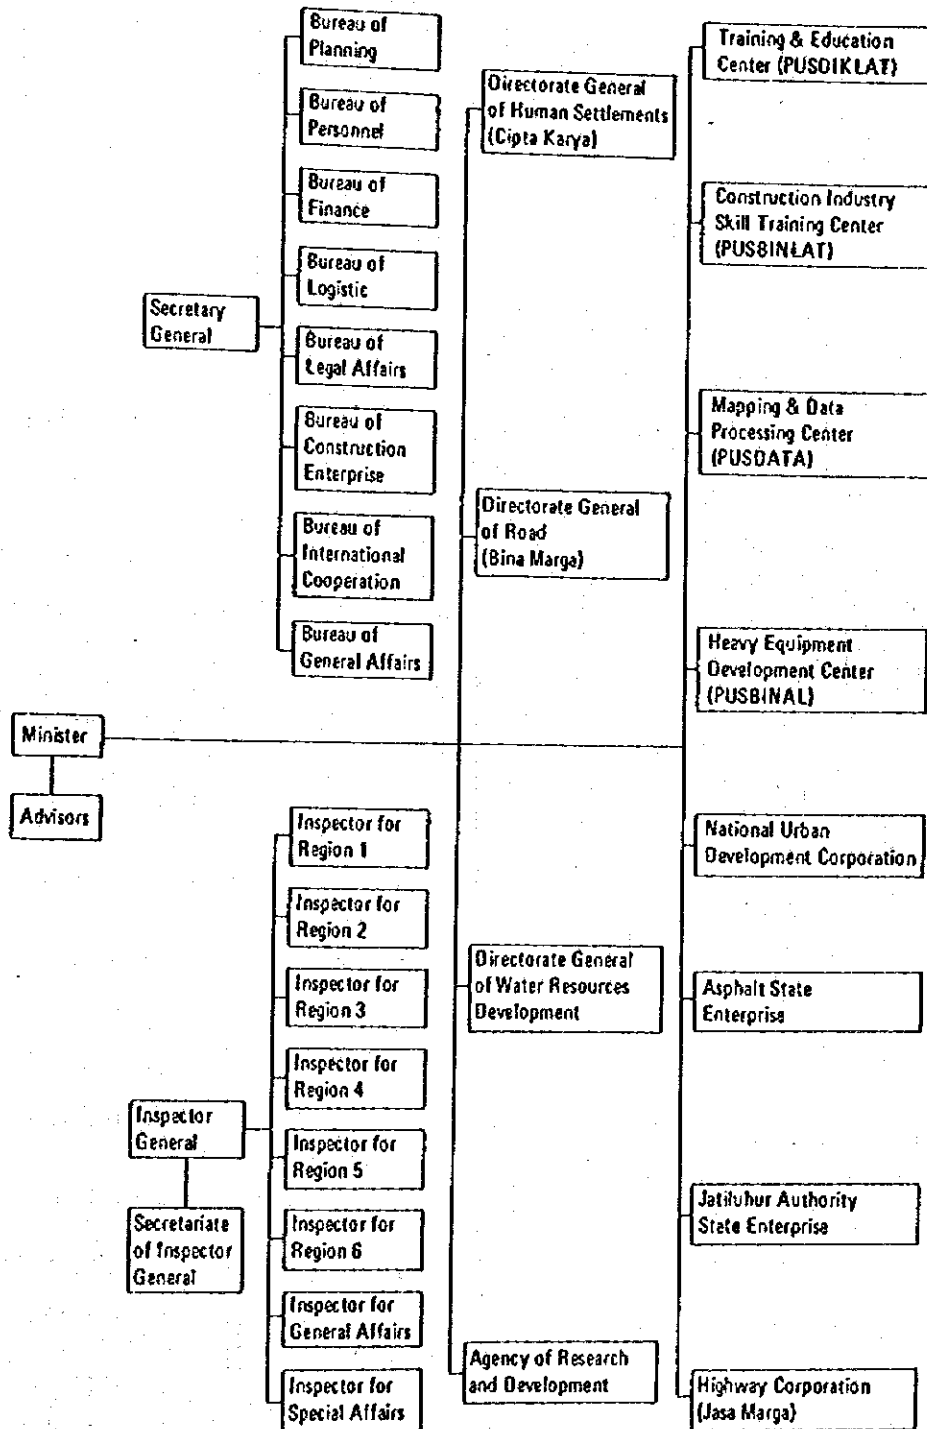 Bureau of
Planning
Bureau of
Personnel
Bureau of
Finance
Bureau of
Logistic
Secretary
General
Bureau of
Legal Affairs
Bureau of
Construction
Enterprise
Bureau of
International
Cooperation
Bureau of
General Affairs
Minister
Advisors
Inspector for
Region 1
Inspector for
Region 2
Inspector for
Region 3
Inspector for
Region 4
Inspector
General
Inspector for
Region 5
Secretariate
of Inspector
General
Inspector for
Region 6
Inspector for
General Affairs
Inspector for
Special Affairs
Directorate General
of Human Settlements
(Cipta Karya)
Directorate General
of Road
(Bina Marga)
Directorate General
of Water Resources
Development
Agency of Research
and Development
Training & Education
Center (PUSDIKLAT)
Construction Industry
Skill Training Center
(PUSBINLAT)
Mapping & Data
Processing Center
(PUSDATA)
Heavy Equipment
Development Center
(PUSBINAL)
National Urban
Development Corporation
Asphalt State
Enterprise
Jatiluhur Authority
State Enterprise
Highway Corporation
(Jasa Marga)